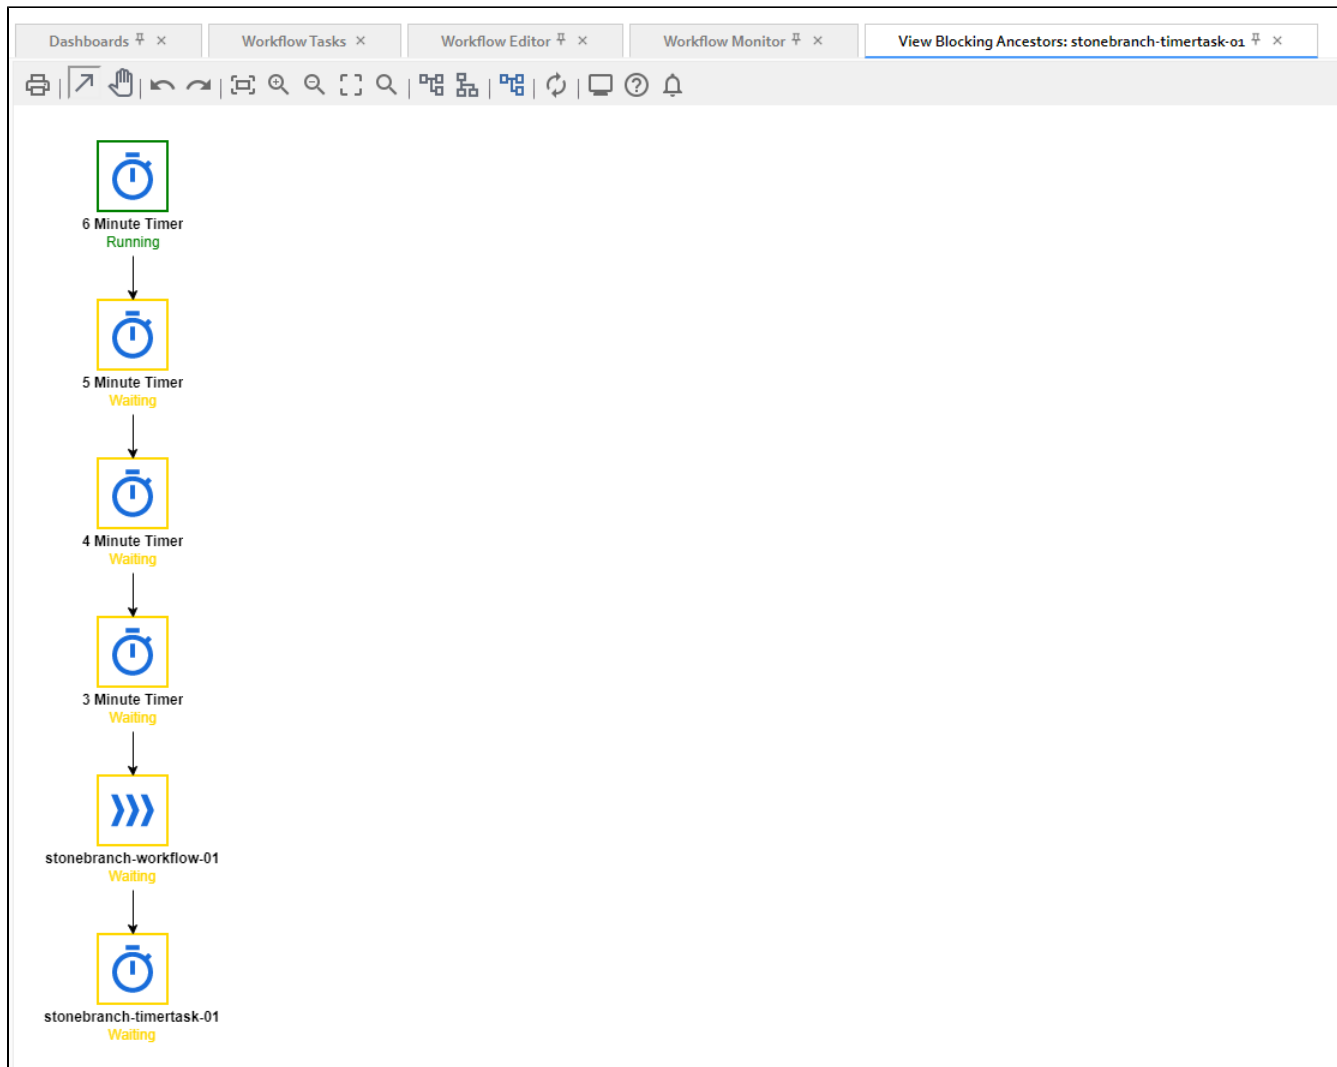 Dashboards
Workflow Tasks
Workflow Editor
Workflow Monitor
View Blocking Ancestors: stonebranch-timertask-01
6 Minute Timer
Running
5 Minute Timer
Waiting
4 Minute Timer
Waiting
3 Minute Timer
Waiting
stonebranch-workflow-01
Waiting
stonebranch-timertask-01
Waiting